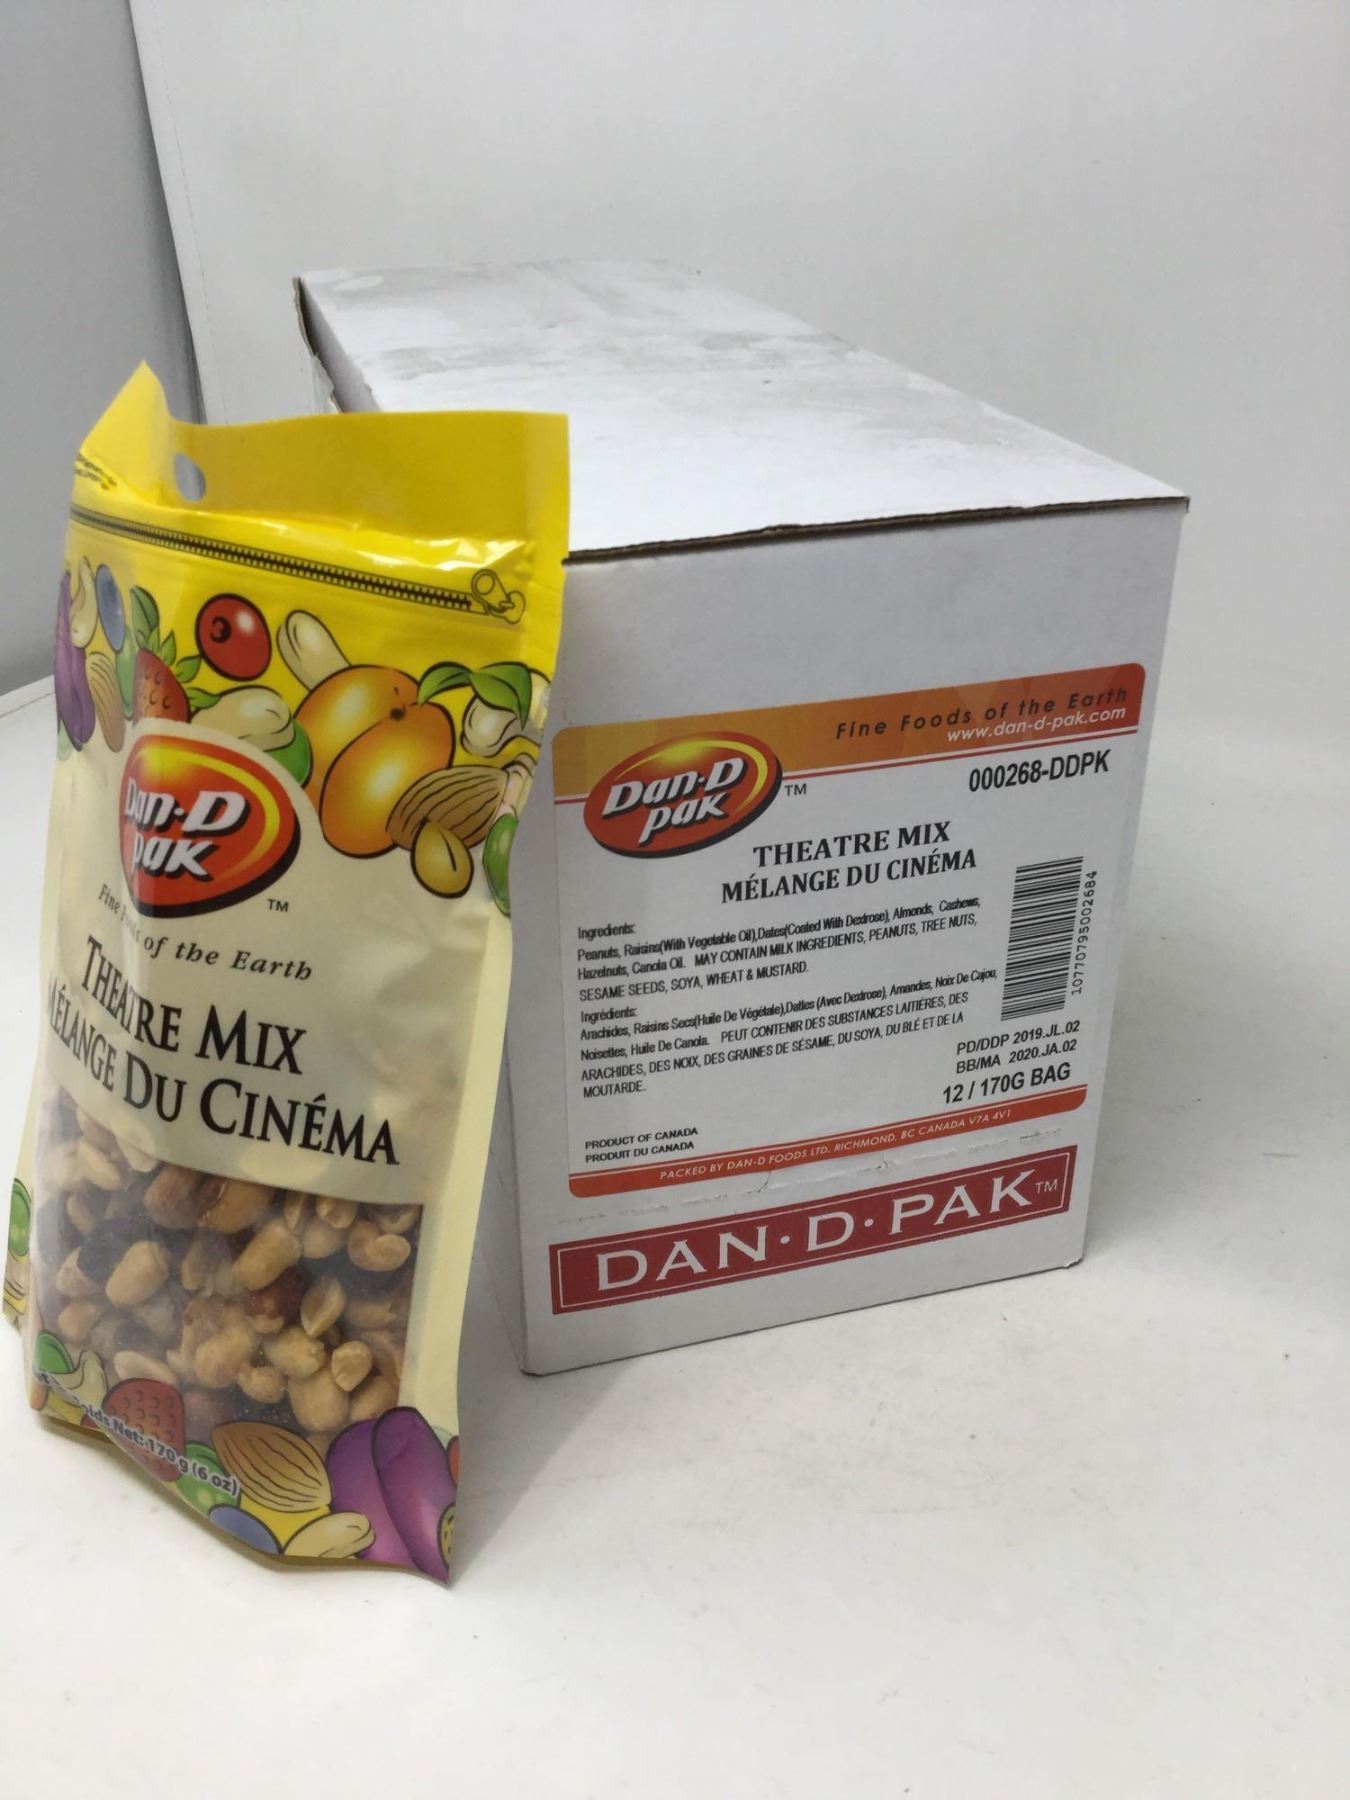 Dan·D
pak
TM
Fine of the Earth
THEATRE MIX
MÉLANGE DU CINÉMA
Net: 170 g (6 oz)
Fine Foods of the Earth
www.dan-d-pak.com
Dan·D
pak
TM
000268-DDPK
THEATRE MIX
MÉLANGE DU CINÉMA
Ingredients:
Peanuts, Raisins(With Vegetable Oil),Dates(Coated With Dextrose), Almonds, Cashews,
Hazelnuts, Canola Oil. MAY CONTAIN MILK INGREDIENTS, PEANUTS, TREE NUTS,
SESAME SEEDS, SOYA, WHEAT & MUSTARD.
Ingrédients:
Arachides, Raisins Secs(Huile De Végétale),Dattes (Avec Dextrose), Amandes, Noix De Cajou,
Noisettes, Huile De Canola. PEUT CONTENIR DES SUBSTANCES LAITIÈRES, DES
ARACHIDES, DES NOIX, DES GRAINES DE SÉSAME, DU SOYA, DU BLÉ ET DE LA
MOUTARDE.
10770795002684
PD/DDP 2019.JL.02
BB/MA 2020.JA.02
12 / 170G BAG
PRODUCT OF CANADA
PRODUIT DU CANADA
PACKED BY DAN-D FOODS LTD. RICHMOND, BC CANADA V7A 4V1
DAN·D·PAK TM